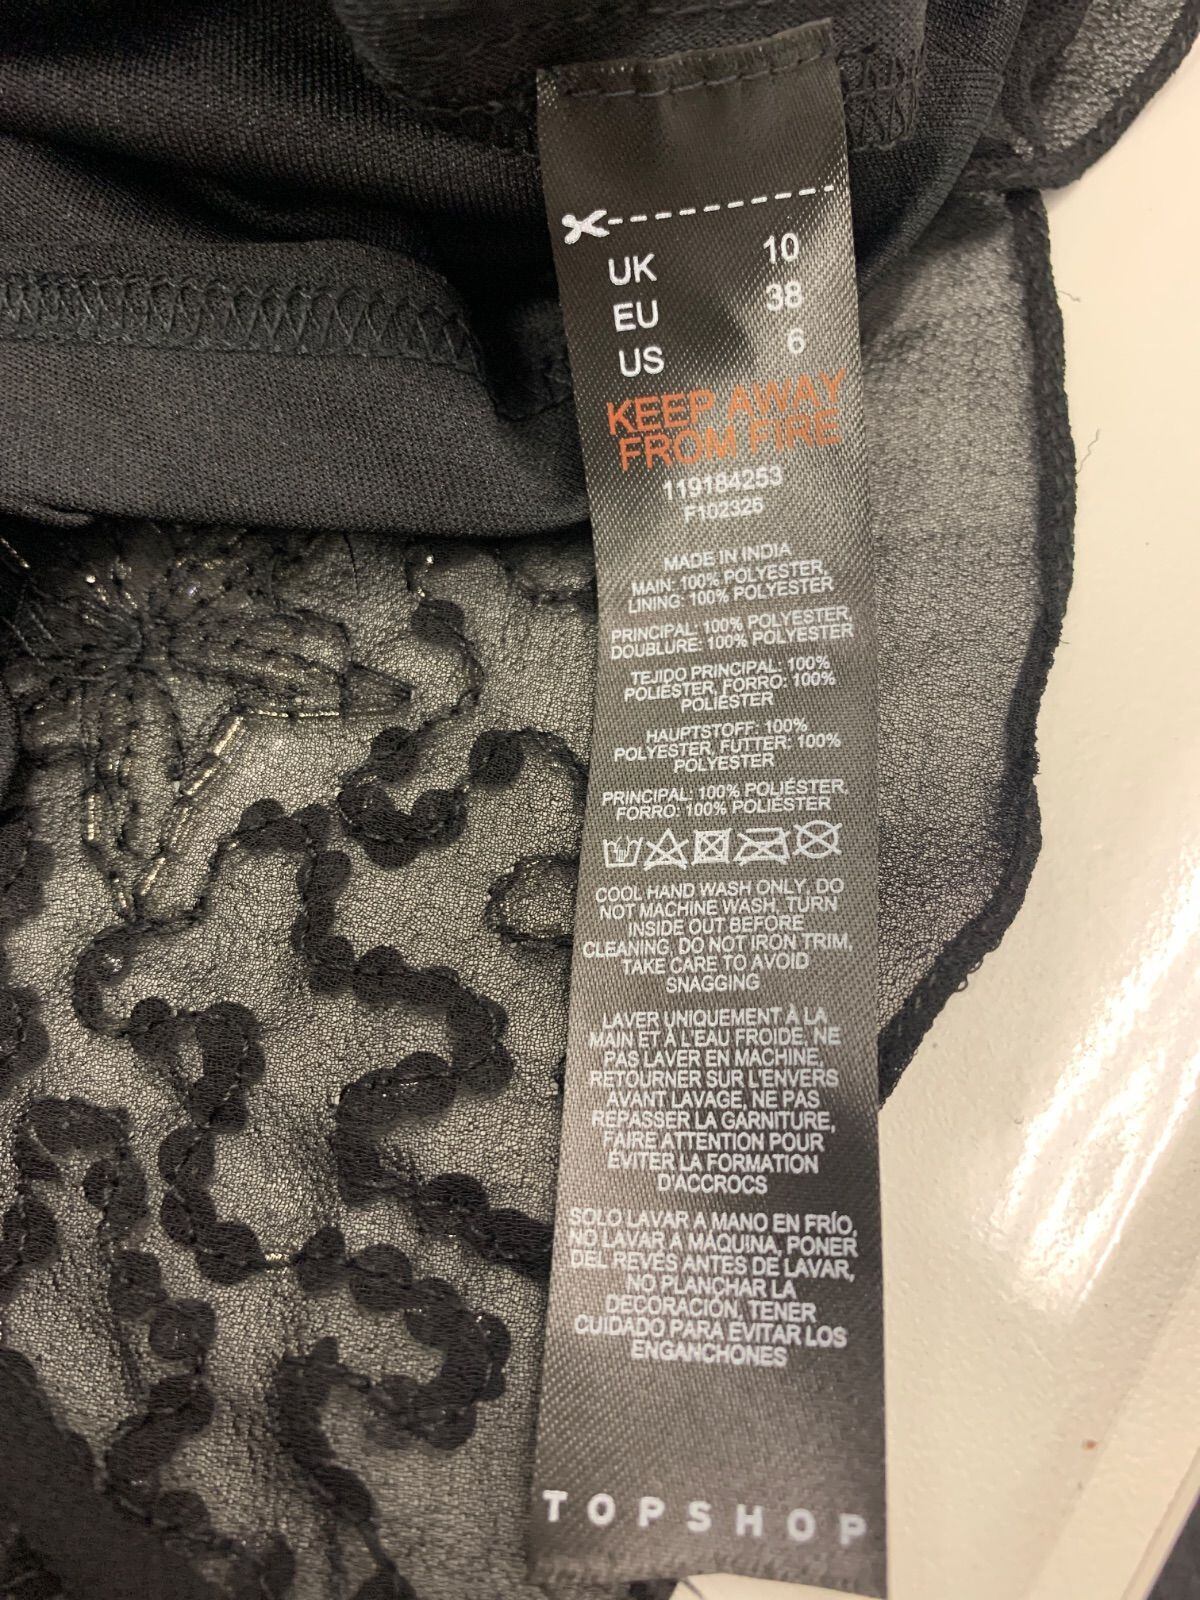 UK 10
EU 38
US 6
KEEP AWAY
FROM FIRE
119184253
F102326
MADE IN INDIA
MAIN: 100% POLYESTER,
LINING: 100% POLYESTER
PRINCIPAL: 100% POLYESTER,
DOUBLURE: 100% POLYESTER
TEJIDO PRINCIPAL: 100%
POLIÉSTER, FORRO: 100%
POLIÉSTER
HAUPTSTOFF: 100%
POLYESTER, FUTTER: 100%
POLYESTER
PRINCIPAL: 100% POLIÉSTER,
FORRO: 100% POLIÉSTER
COOL HAND WASH ONLY, DO
NOT MACHINE WASH, TURN
INSIDE OUT BEFORE
CLEANING, DO NOT IRON TRIM,
TAKE CARE TO AVOID
SNAGGING
LAVER UNIQUEMENT À LA
MAIN ET À L'EAU FROIDE, NE
PAS LAVER EN MACHINE,
RETOURNER SUR L'ENVERS
AVANT LAVAGE, NE PAS
REPASSER LA GARNITURE,
FAIRE ATTENTION POUR
ÉVITER LA FORMATION
D'ACCROCS
SOLO LAVAR A MANO EN FRÍO,
NO LAVAR A MÁQUINA, PONER
DEL REVÉS ANTES DE LAVAR,
NO PLANCHAR LA
DECORACIÓN, TENER
CUIDADO PARA EVITAR LOS
ENGANCHONES
TOPSHOP